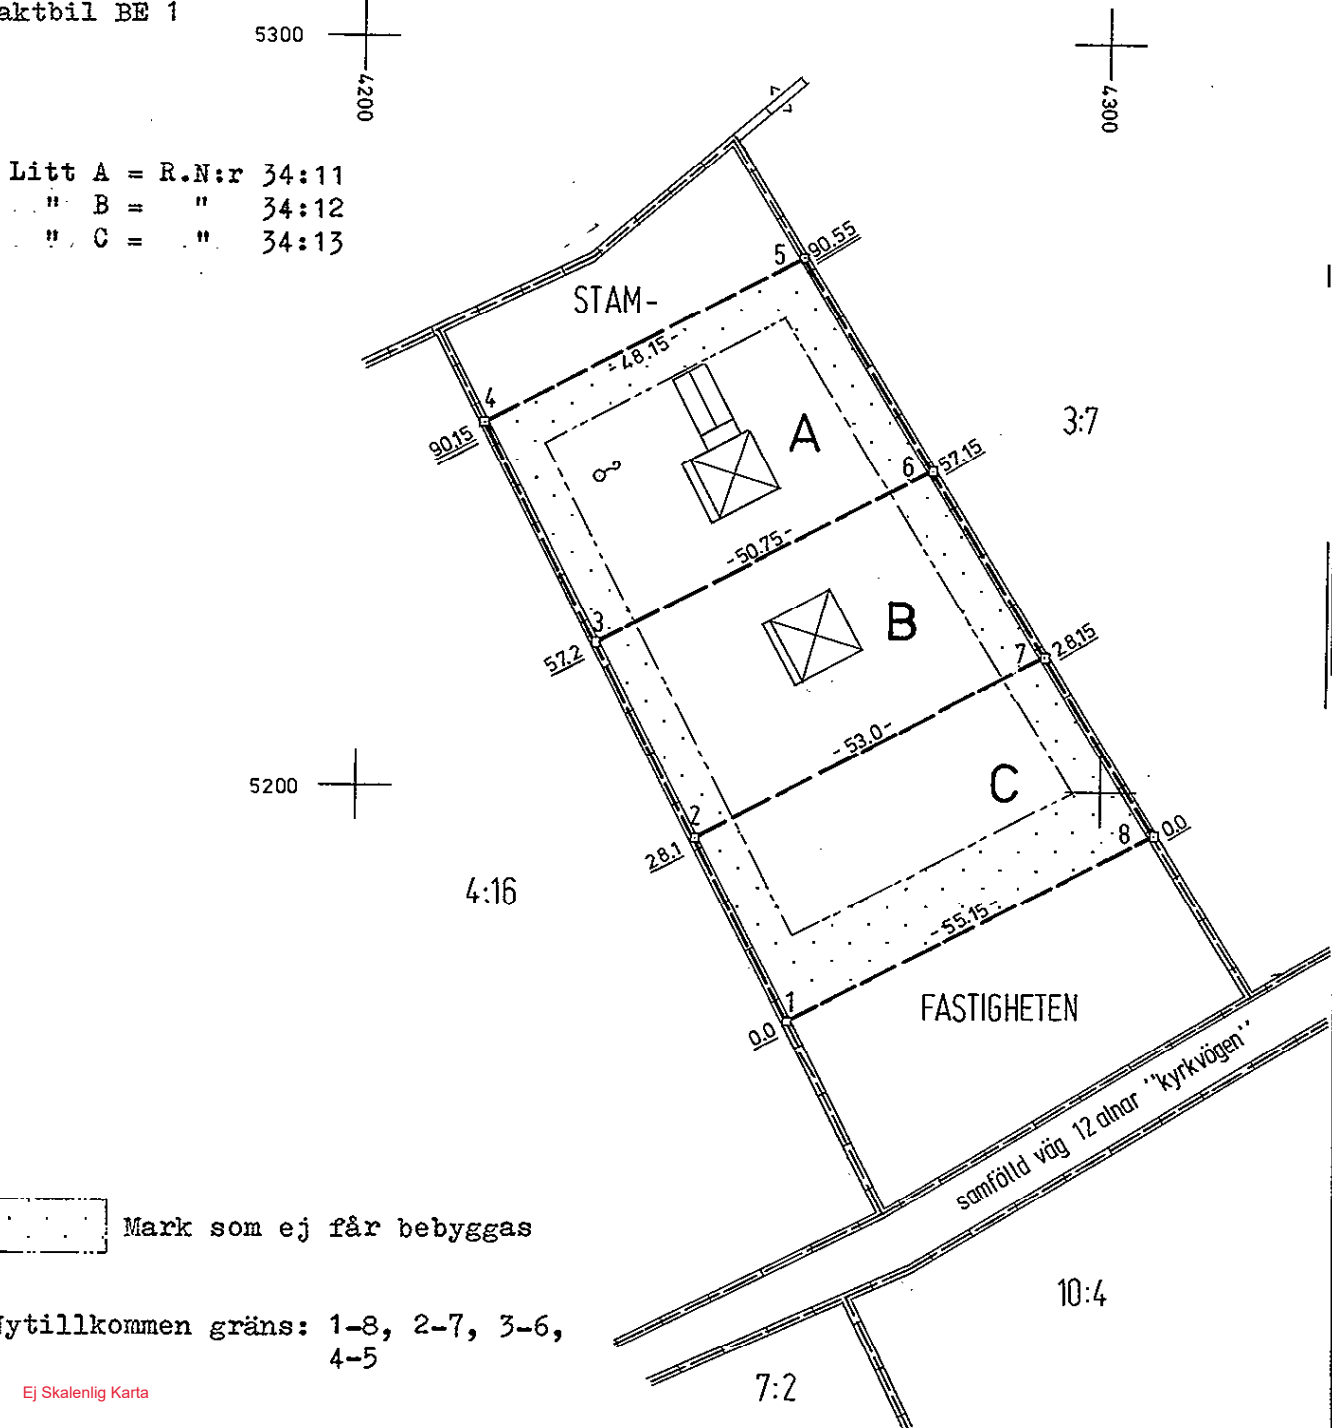 aktbil BE 1
5300
4200
4300
Litt A = R.N:r 34:11
" B = " 34:12
" C = " 34:13
5
90.55
STAM-
-48.15-
4
90.15
A
3:7
6
57.15
-50.75-
3
57.2
B
7
28.15
-53.0-
C
5200
2
28.1
8
0.0
4:16
-55.15-
1
0.0
FASTIGHETEN
samfälld väg 12 alnar "kyrkvägen"
Mark som ej får bebyggas
10:4
Nytillkommen gräns: 1-8, 2-7, 3-6,
4-5
7:2
Ej Skalenlig Karta